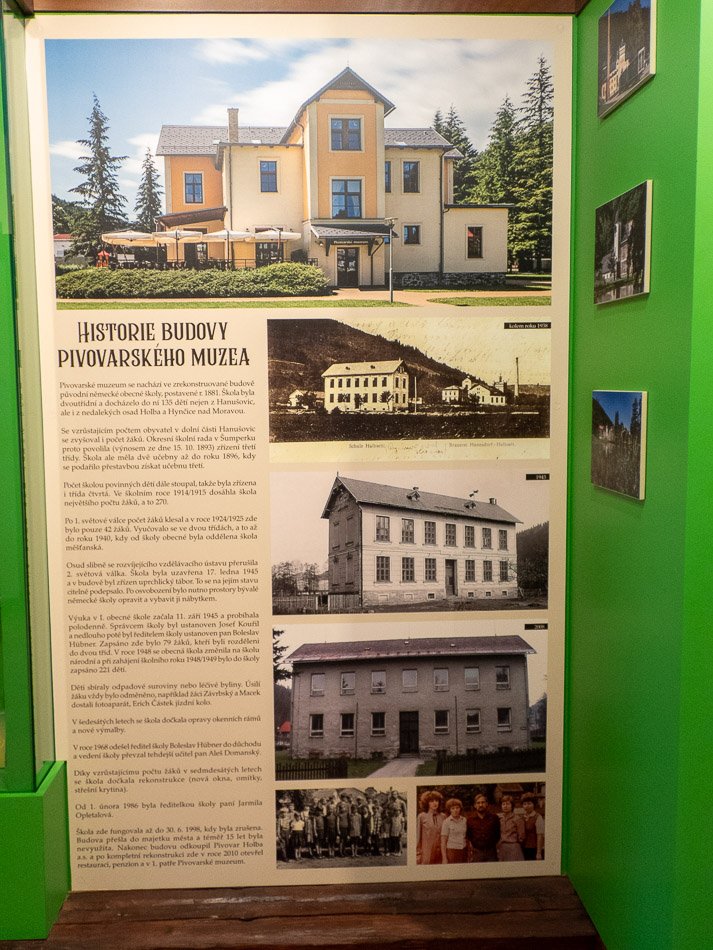 Pivovarské muzeum
HISTORIE BUDOVY
PIVOVARSKÉHO MUZEA
Pivovarské muzeum se nachází ve zrekonstruované budově
původní německé obecné školy, postavené r. 1881. Škola byla
dvoutřídní a docházelo do ní 135 dětí nejen z Hanušovic,
ale i z nedalekých osad Holba a Hynčice nad Moravou.
Se vzrůstajícím počtem obyvatel v dolní části Hanušovic
se zvyšoval i počet žáků. Okresní školní rada v Šumperku
proto povolila (výnosem ze dne 15. 10. 1893) zřízení třetí
třídy. Škola ale měla dvě učebny až do roku 1896, kdy
se podařilo přestavbou získat učebnu třetí.
Počet školou povinných dětí dále stoupal, takže byla zřízena
i třída čtvrtá. Ve školním roce 1914/1915 dosáhla škola
největšího počtu žáků, a to 270.
Po 1. světové válce počet žáků klesal a v roce 1924/1925 zde
bylo pouze 42 žáků. Vyučovalo se ve dvou třídách, a to až
do roku 1940, kdy od školy obecné byla oddělena škola
měšťanská.
Osud slibně se rozvíjejícího vzdělávacího ústavu přerušila
2. světová válka. Škola byla uzavřena 17. ledna 1945
a v budově byl zřízen uprchlický tábor. To se na jejím stavu
citelně podepsalo. Po osvobození bylo nutno prostory bývalé
německé školy opravit a vybavit ji nábytkem.
Výuka v 1. obecné škole začala 11. září 1945 a probíhala
polodenně. Správcem školy byl ustanoven Josef Kouřil
a nedlouho poté byl ředitelem školy ustanoven pan Boleslav
Hübner. Zapsáno zde bylo 79 žáků, kteří byli rozděleni
do dvou tříd. V roce 1948 se obecná škola změnila na školu
národní a při zahájení školního roku 1948/1949 bylo do školy
zapsáno 221 dětí.
Děti sbíraly odpadové suroviny nebo léčivé byliny. Úsilí
žáků vždy bylo odměněno, například žáci Závrbský a Macek
dostali fotoaparát, Erich Částek jízdní kolo.
V šedesátých letech se škola dočkala opravy okenních rámů
a nové výmalby.
V roce 1968 odešel ředitel školy Boleslav Hübner do důchodu
a vedení školy převzal tehdejší učitel pan Aleš Domanský.
Díky vzrůstajícímu počtu žáků v sedmdesátých letech
se škola dočkala rekonstrukce (nová okna, omítky,
střešní krytina).
Od 1. února 1986 byla ředitelkou školy paní Jarmila
Opletalová.
Škola zde fungovala až do 30. 6. 1998, kdy byla zrušena.
Budova přešla do majetku města a téměř 15 let byla
nevyužita. Nakonec budovu odkoupil Pivovar Holba
a.s. a po kompletní rekonstrukci zde v roce 2010 otevřel
restauraci, penzion a v 1. patře Pivovarské muzeum.
kolem roku 1938
1943
2008